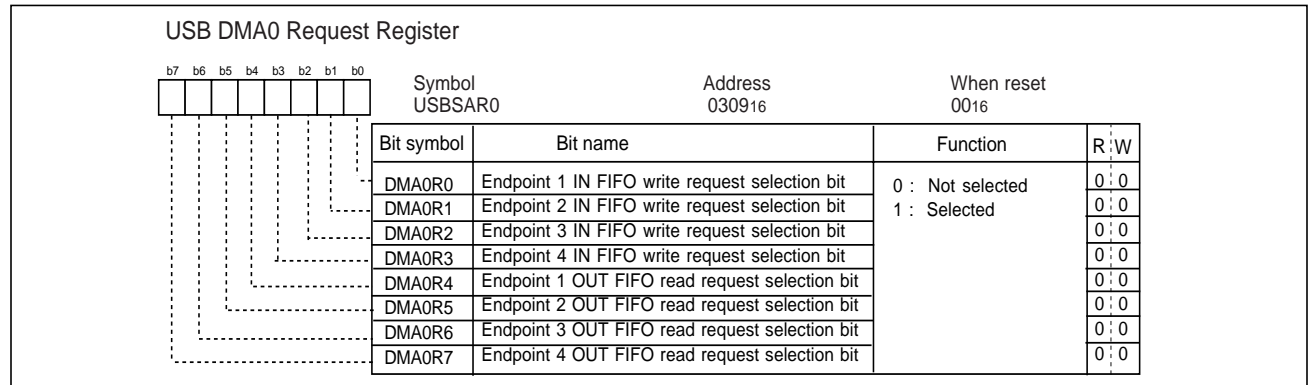 USB DMA0 Request Register
b7 b6 b5 b4 b3 b2 b1 b0
Symbol Address When reset
USBSAR0 030916 0016
Bit symbol Bit name Function R W
DMA0R0 Endpoint 1 IN FIFO write request selection bit 0 : Not selected 0 0
DMA0R1 Endpoint 2 IN FIFO write request selection bit 1 : Selected 0 0
DMA0R2 Endpoint 3 IN FIFO write request selection bit 0 0
DMA0R3 Endpoint 4 IN FIFO write request selection bit 0 0
DMA0R4 Endpoint 1 OUT FIFO read request selection bit 0 0
DMA0R5 Endpoint 2 OUT FIFO read request selection bit 0 0
DMA0R6 Endpoint 3 OUT FIFO read request selection bit 0 0
DMA0R7 Endpoint 4 OUT FIFO read request selection bit 0 0